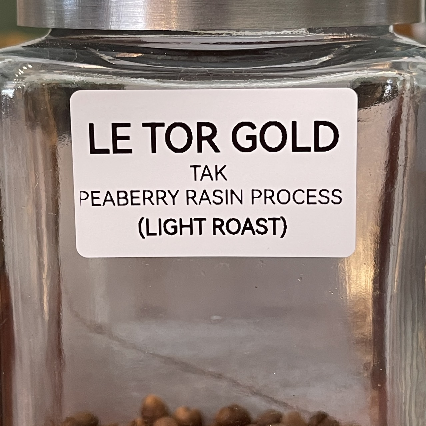 LE TOR GOLD
TAK
PEABERRY RASIN PROCESS
(LIGHT ROAST)